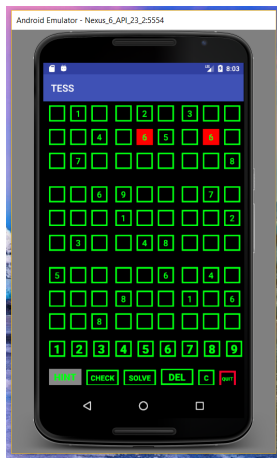 Android Emulator - Nexus_6_API_23_2:5554
8:03
TESS
1 2 3
4 6 5 6
7 8
6 9 7
1 2
3 4 8
5 6 4
8 1 6
8
1 2 3 4 5 6 7 8 9
HINT CHECK SOLVE DEL C QUIT